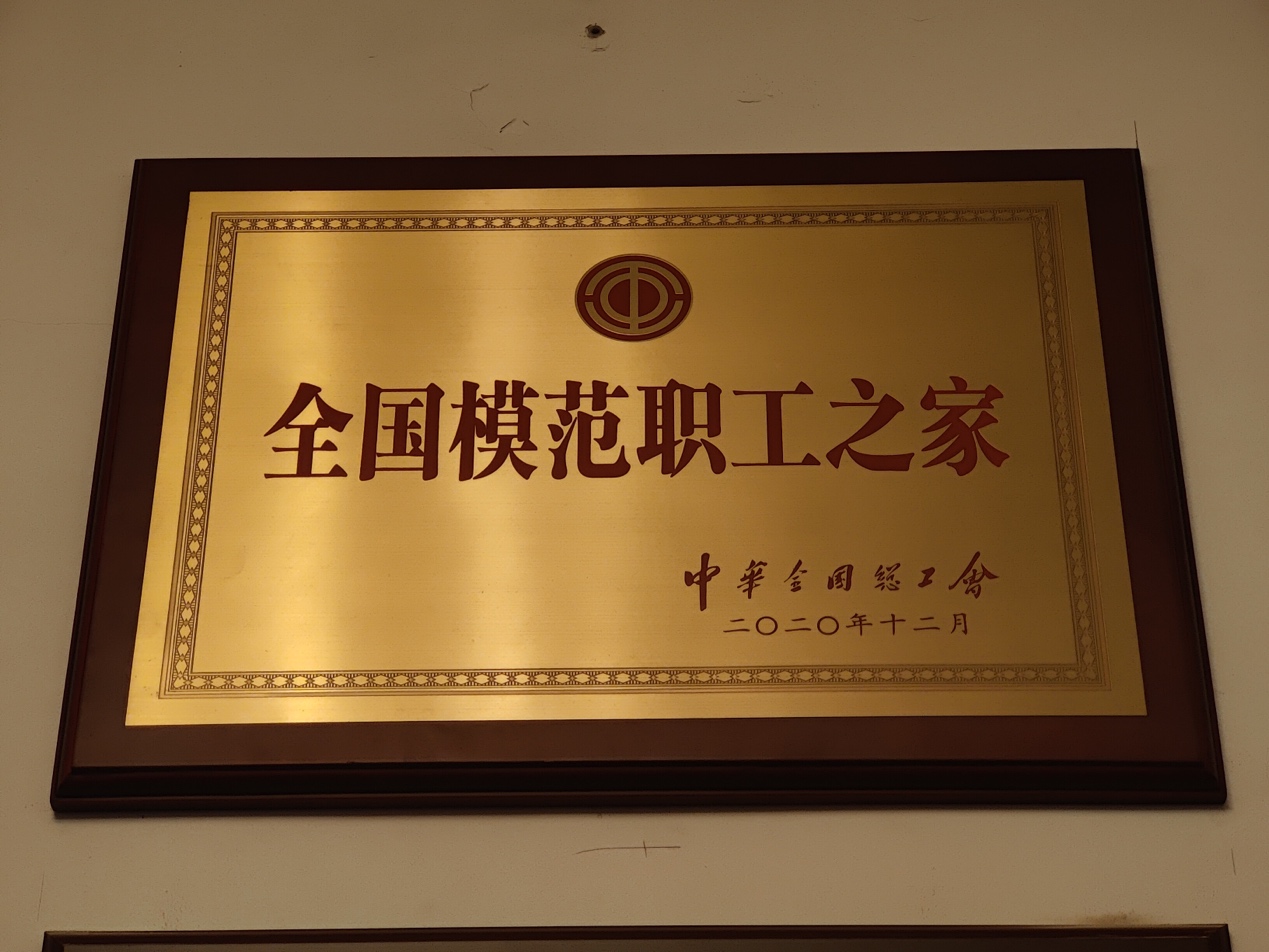 全国模范职工之家
中華全国総工會
二〇二〇年十二月